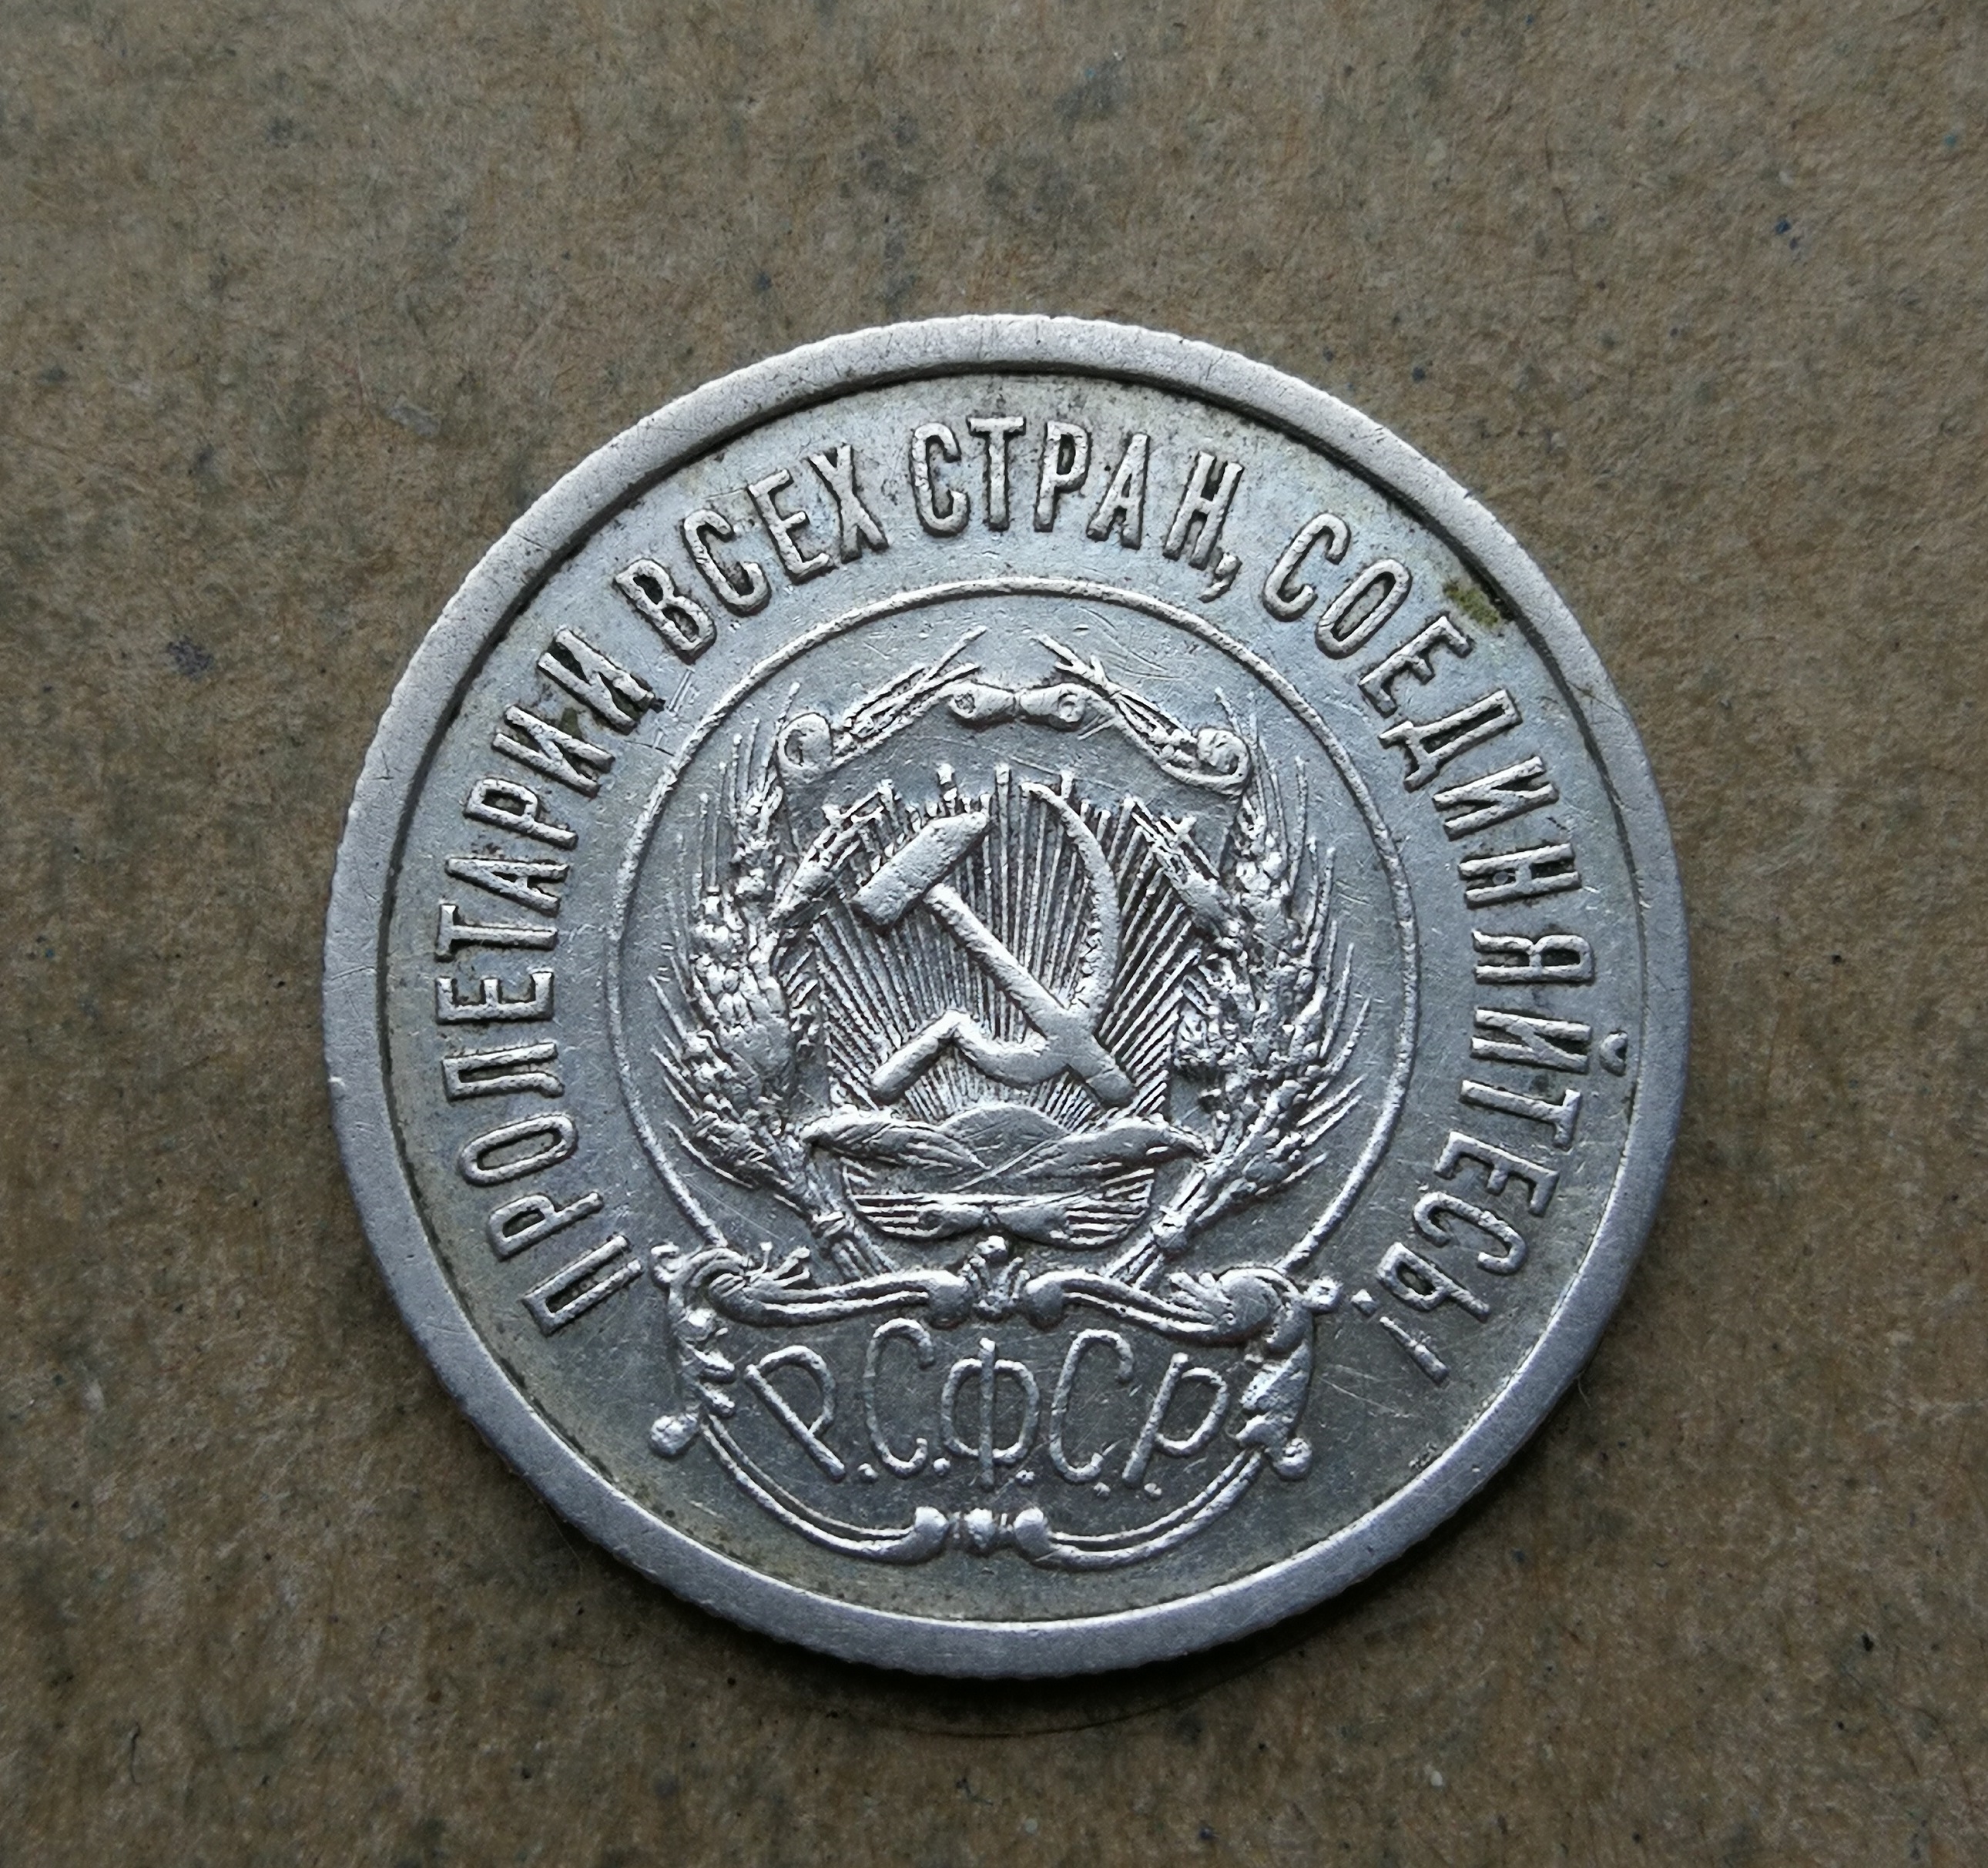 ПРОЛЕТАРИИ ВСЕХ СТРАН, СОЕДИНЯЙТЕСЬ!
Р.С.Ф.С.Р.